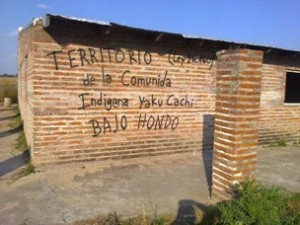 TERRITORIO
de la Comunida
Indigena Yaku Cachi
BAJO HONDO